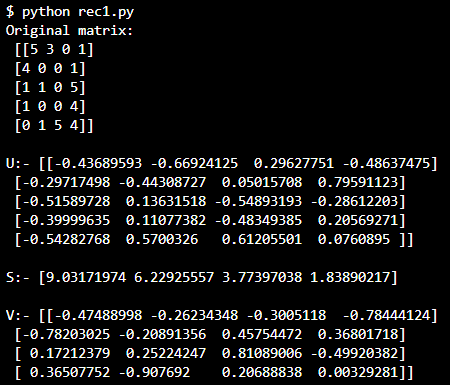 $ python rec1.py
Original matrix:
[[5 3 0 1]
[4 0 0 1]
[1 1 0 5]
[1 0 0 4]
[0 1 5 4]]
U:- [[-0.43689593 -0.66924125 0.29627751 -0.48637475]
[-0.29717498 -0.44308727 0.05015708 0.79591123]
[-0.51589728 0.13631518 -0.54893193 -0.28612203]
[-0.39999635 0.11077382 -0.48349385 0.20569271]
[-0.54282768 0.5700326 0.61205501 0.0760895 ]]
S:- [9.03171974 6.22925557 3.77397038 1.83890217]
V:- [[-0.47488998 -0.26234348 -0.3005118 -0.78444124]
[-0.78203025 -0.20891356 0.45754472 0.36801718]
[ 0.17212379 0.25224247 0.81089006 -0.49920382]
[ 0.36507752 -0.907692 0.20688838 0.00329281]]